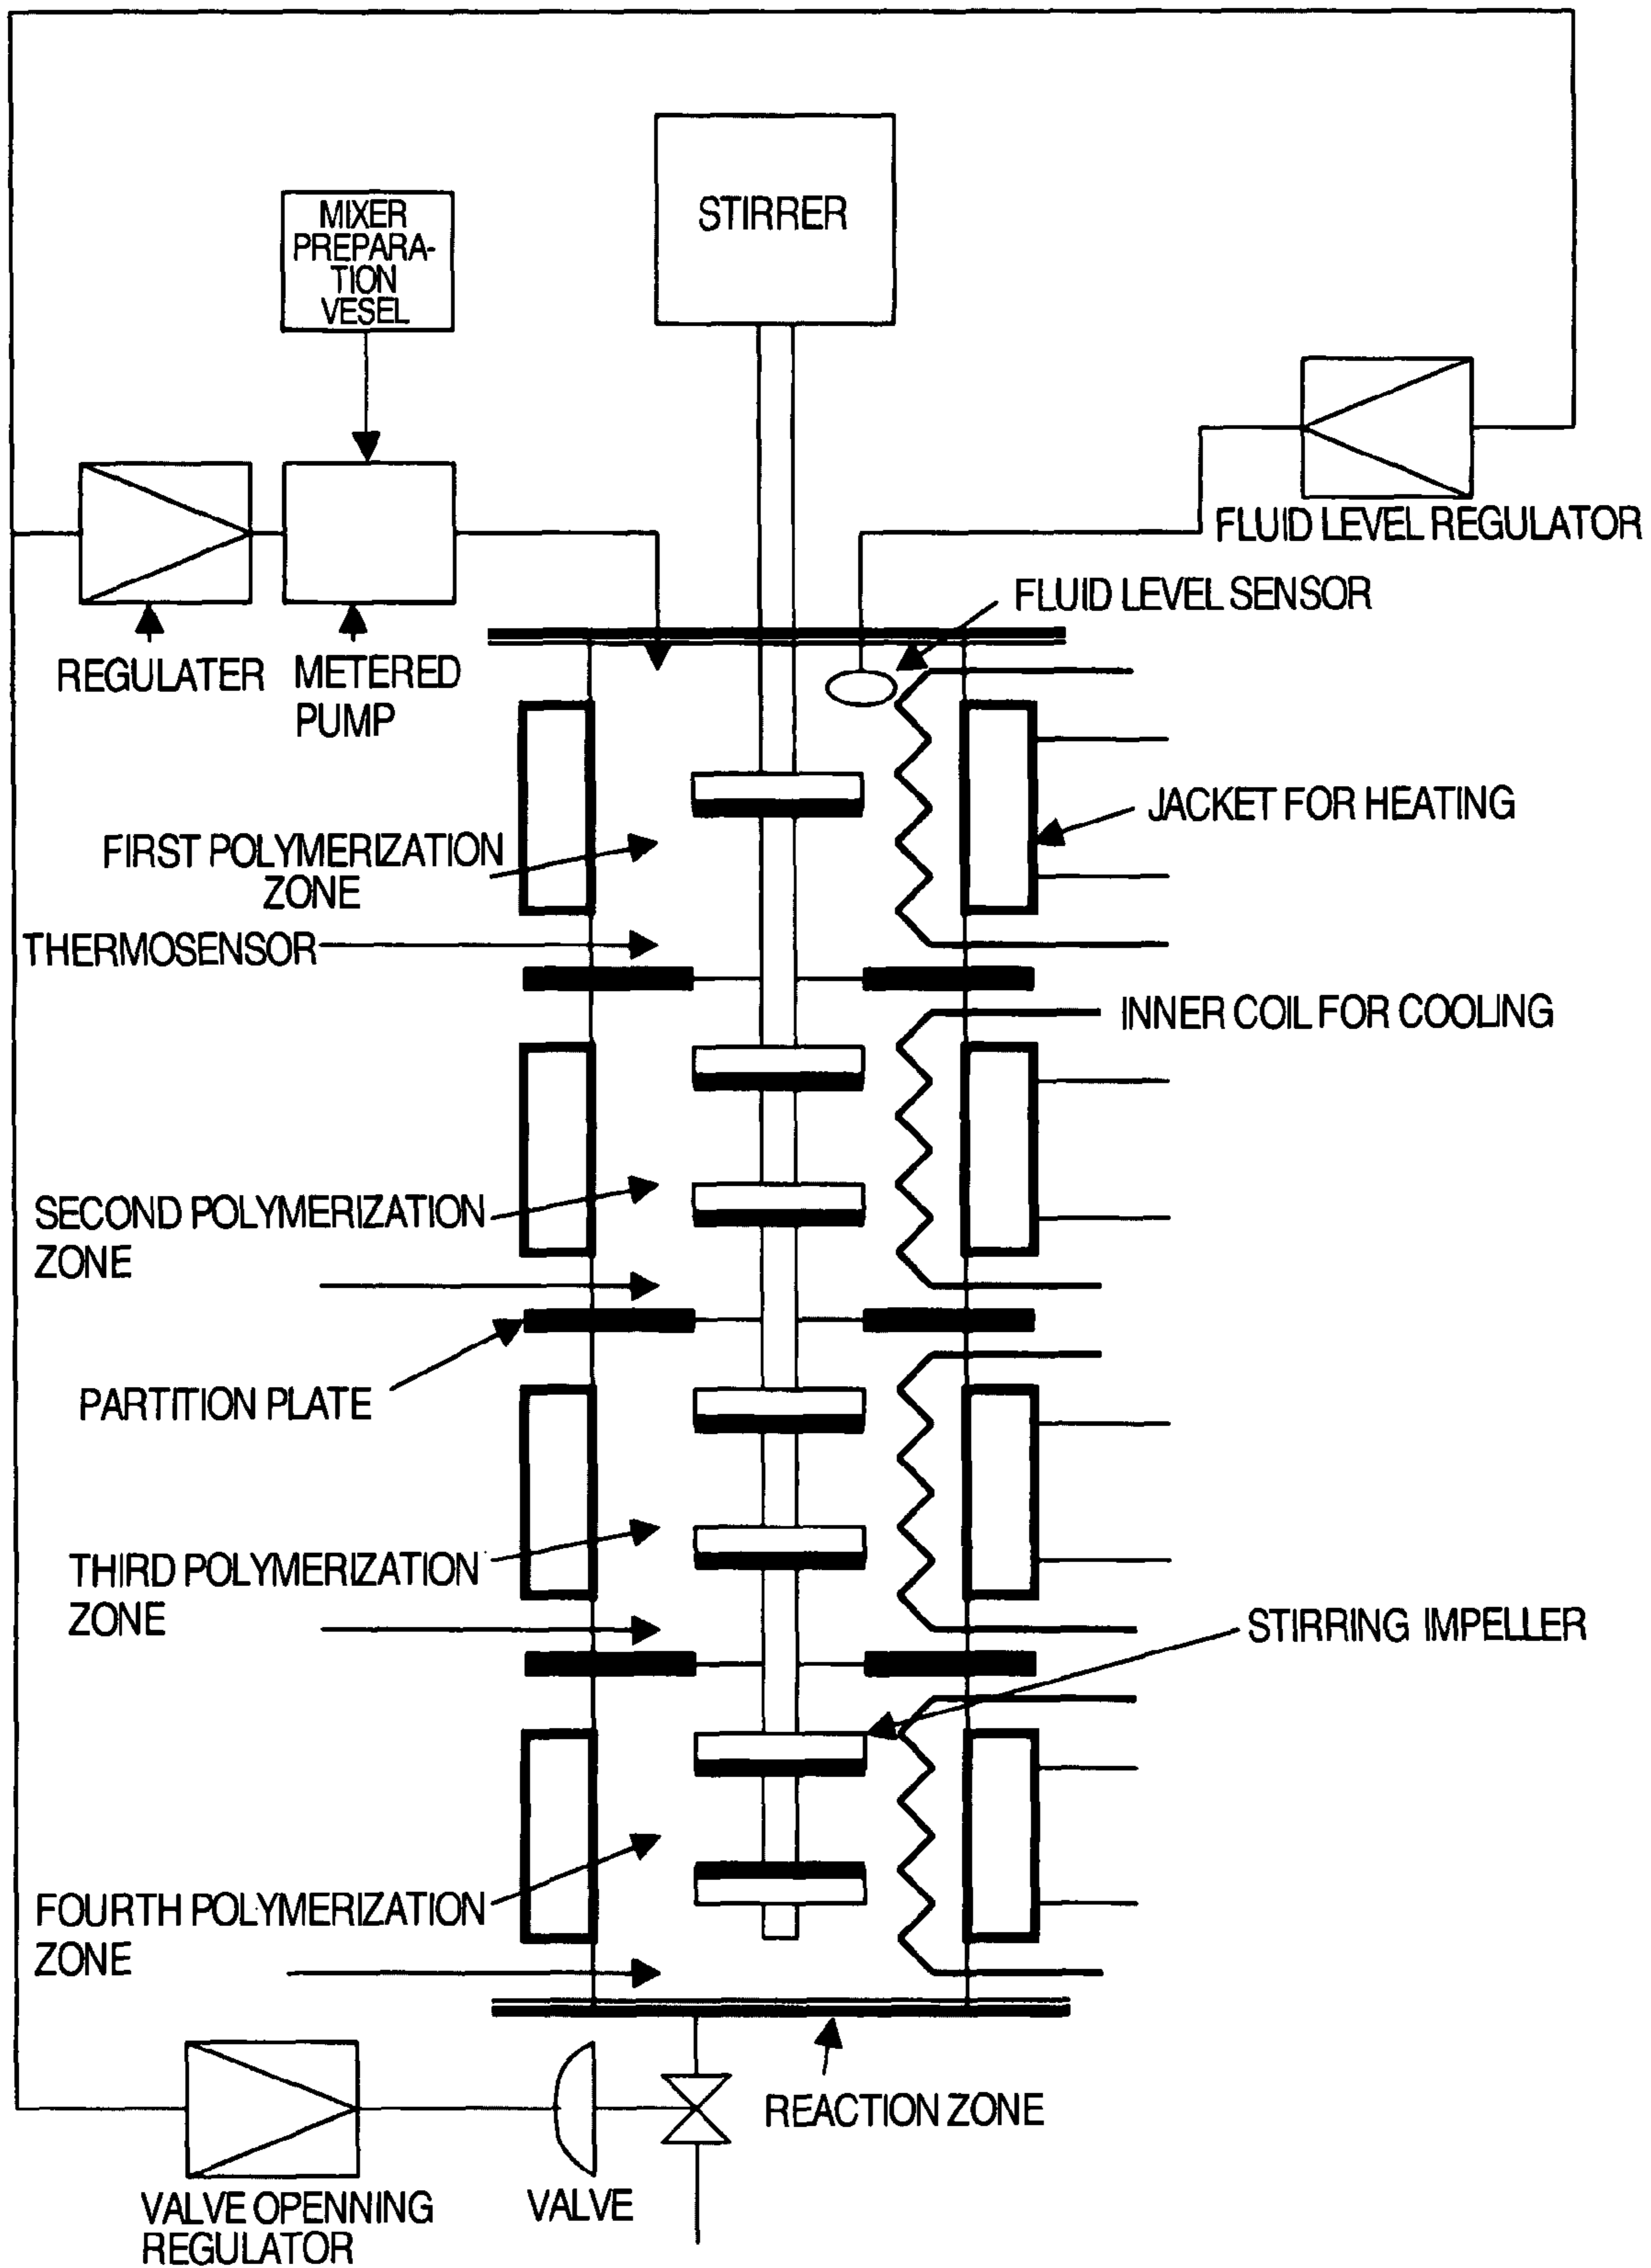 STIRRER
MIXER
PREPARA-
TION
VESEL
FLUID LEVEL REGULATOR
FLUID LEVEL SENSOR
REGULATER
METERED
PUMP
JACKET FOR HEATING
FIRST POLYMERIZATION
ZONE
THERMOSENSOR
INNER COIL FOR COOLING
SECOND POLYMERIZATION
ZONE
PARTITION PLATE
THIRD POLYMERIZATION
ZONE
STIRRING IMPELLER
FOURTH POLYMERIZATION
ZONE
REACTION ZONE
VALVE OPENNING
REGULATOR
VALVE